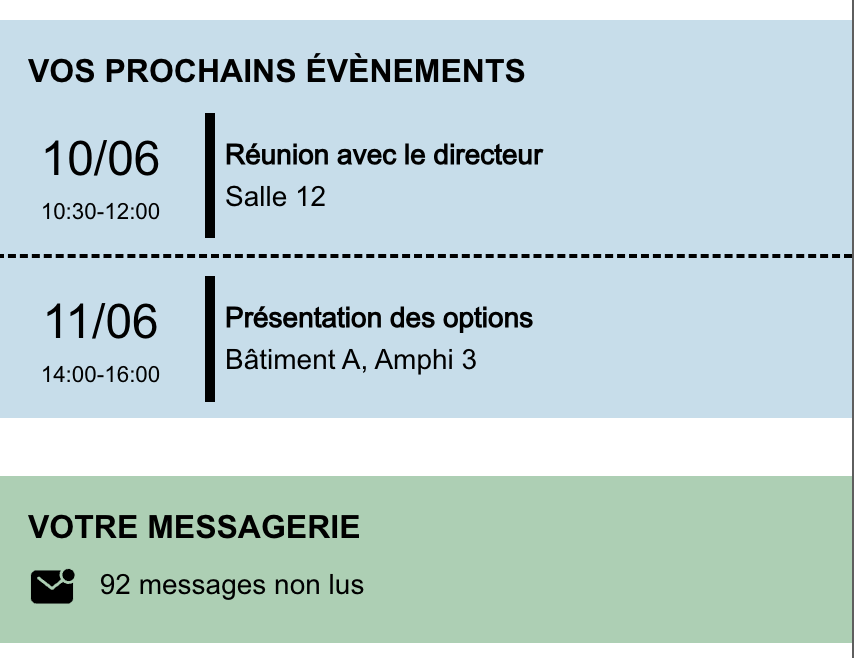 VOS PROCHAINS ÉVÈNEMENTS
10/06
10:30-12:00
Réunion avec le directeur
Salle 12
11/06
14:00-16:00
Présentation des options
Bâtiment A, Amphi 3
VOTRE MESSAGERIE
92 messages non lus